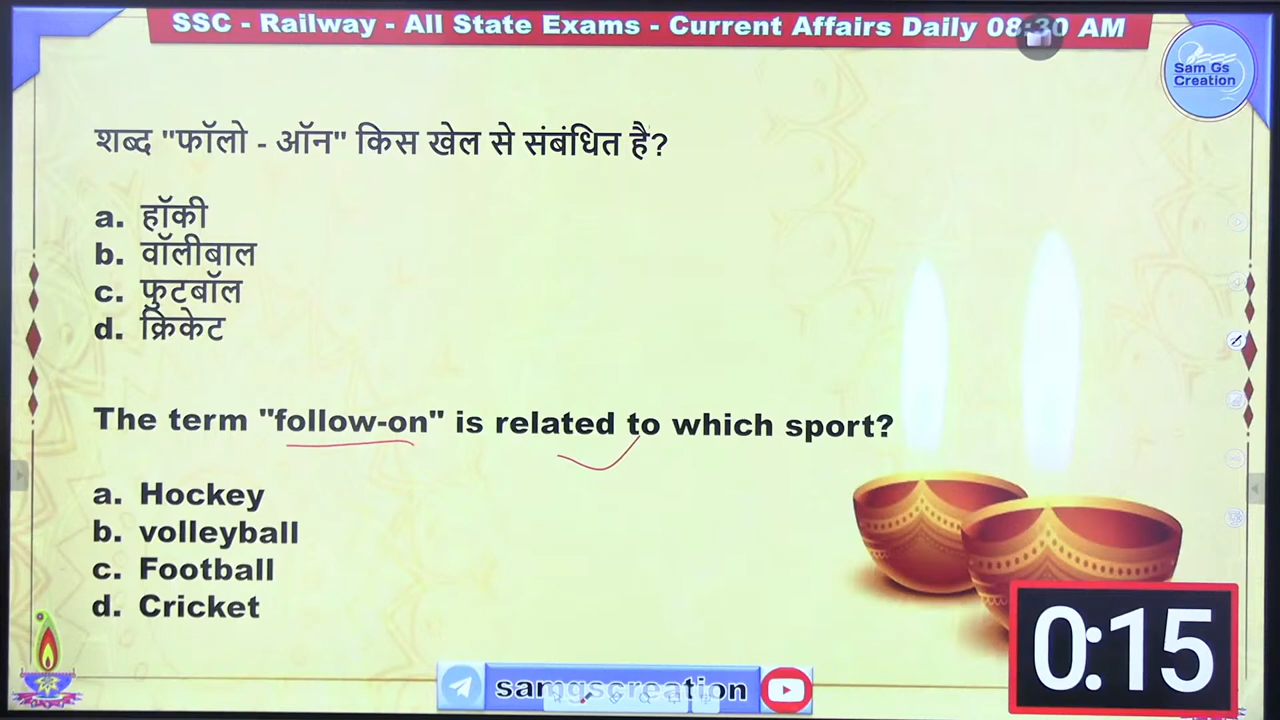 SSC - Railway - All State Exams - Current Affairs Daily 08:30 AM
Sam Gs
Creation
शब्द "फॉलो - ऑन" किस खेल से संबंधित है?
a. हॉकी
b. वॉलीबाल
c. फुटबॉल
d. क्रिकेट
The term "follow-on" is related to which sport?
a. Hockey
b. volleyball
c. Football
d. Cricket
0:15
samgscreation